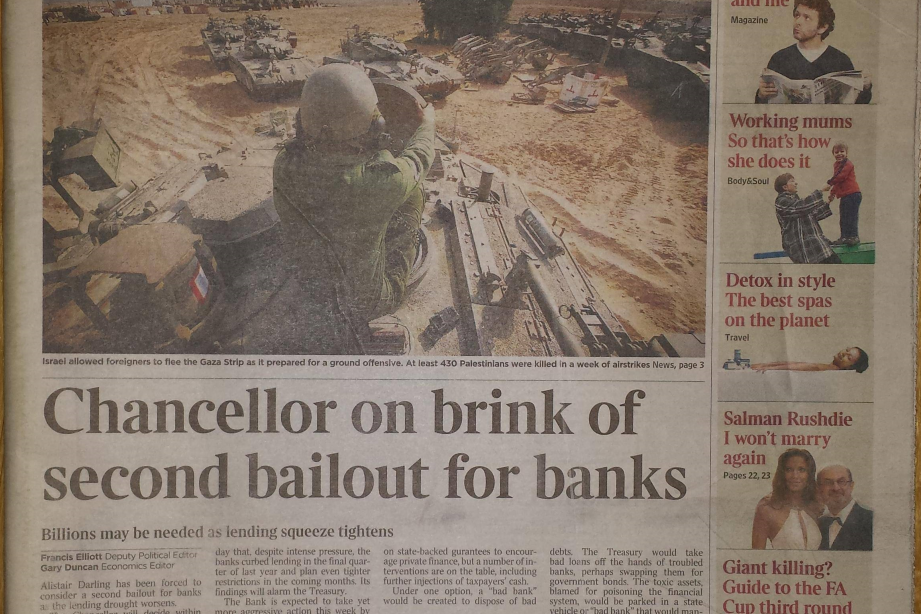 and me
Magazine
Working mums
So that's how
she does it
Body&Soul
Detox in style
The best spas
on the planet
Travel
Salman Rushdie
I won't marry
again
Pages 22, 23
Giant killing?
Guide to the FA
Cup third round
Israel allowed foreigners to flee the Gaza Strip as it prepared for a ground offensive. At least 430 Palestinians were killed in a week of airstrikes News, page 3
Chancellor on brink of
second bailout for banks
Billions may be needed as lending squeeze tightens
Francis Elliott Deputy Political Editor
Gary Duncan Economics Editor
Alistair Darling has been forced to
consider a second bailout for banks
as the lending drought worsens.
day that, despite intense pressure, the
banks curbed lending in the final quar-
ter of last year and plan even tighter
restrictions in the coming months. Its
findings will alarm the Treasury.
The Bank is expected to take yet
more aggressive action this week by
on state-backed gurantees to encour-
age private finance, but a number of in-
terventions are on the table, including
further injections of taxpayers' cash.
Under one option, a "bad bank"
would be created to dispose of bad
debts. The Treasury would take
bad loans off the hands of troubled
banks, perhaps swapping them for
government bonds. The toxic assets,
blamed for poisoning the financial
system, would be parked in a state
vehicle or "bad bank" that would man-